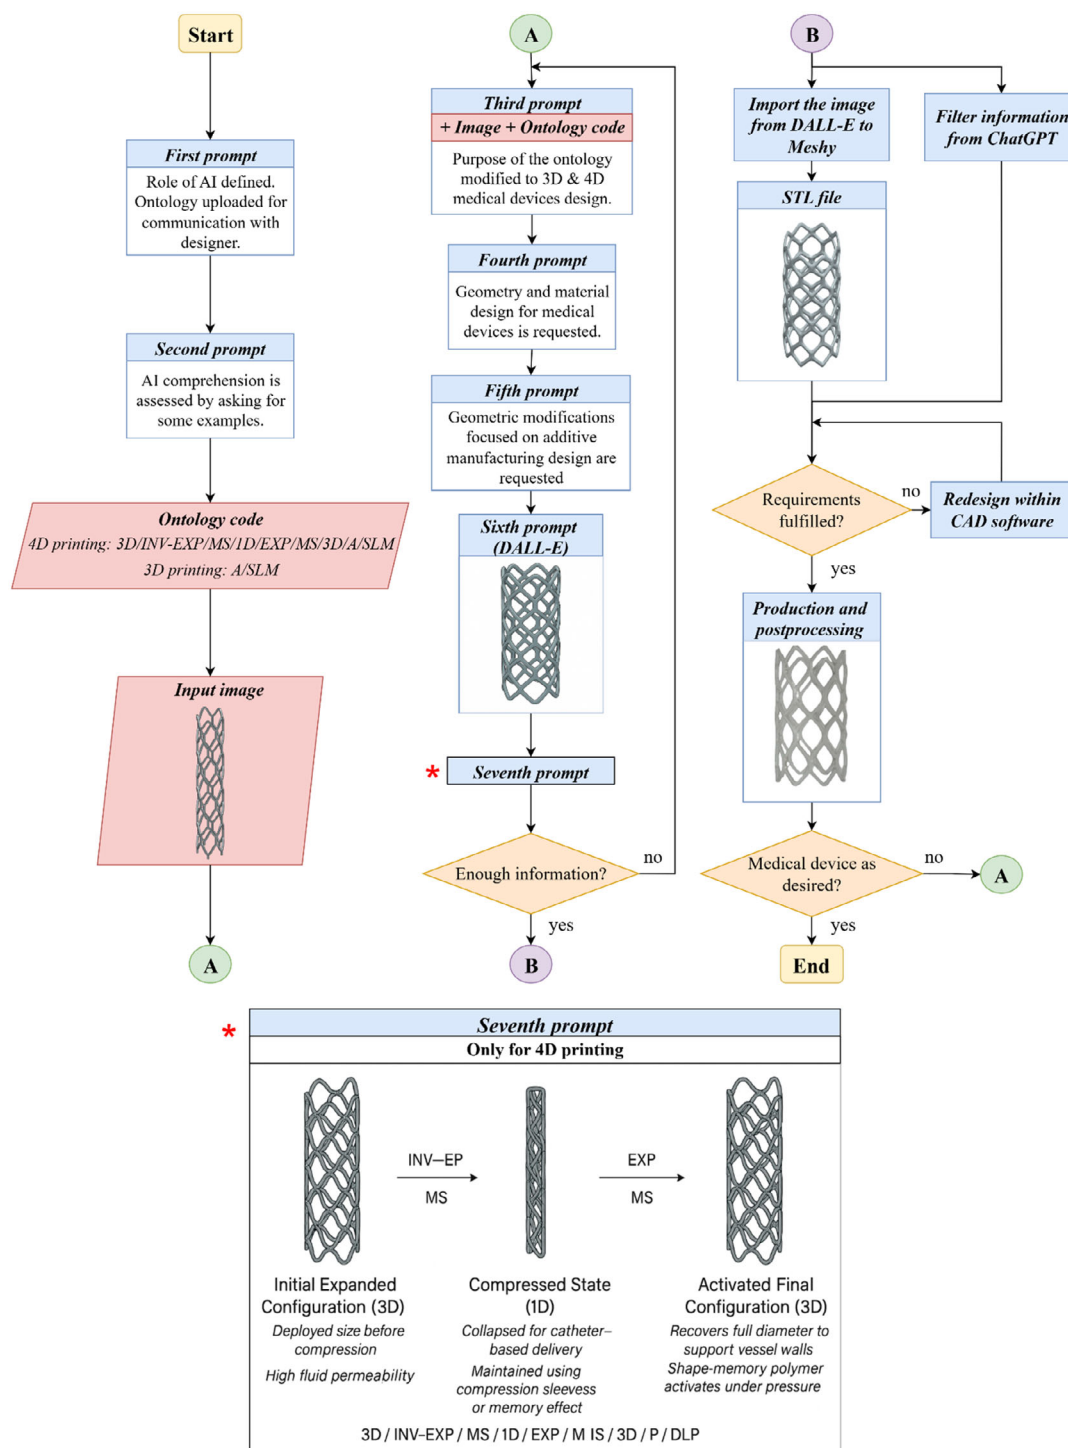 Start
First prompt
Role of AI defined.
Ontology uploaded for
communication with
designer.
Second prompt
AI comprehension is
assessed by asking for
some examples.
Ontology code
4D printing: 3D/INV-EXP/MS/1D/EXP/MS/3D/A/SLM
3D printing: A/SLM
Input image
A
A
Third prompt
+ Image + Ontology code
Purpose of the ontology
modified to 3D & 4D
medical devices design.
Fourth prompt
Geometry and material
design for medical
devices is requested.
Fifth prompt
Geometric modifications
focused on additive
manufacturing design are
requested
Sixth prompt
(DALL-E)
* Seventh prompt
Enough information?
no
yes
B
B
Import the image
from DALL-E to
Meshy
Filter information
from ChatGPT
STL file
Requirements
fulfilled?
no
Redesign within
CAD software
yes
Production and
postprocessing
Medical device as
desired?
no
A
yes
End
* Seventh prompt
Only for 4D printing
INV–EP
MS
EXP
MS
Initial Expanded
Configuration (3D)
Deployed size before
compression
High fluid permeability
Compressed State
(1D)
Collapsed for catheter–
based delivery
Maintained using
compression sleevess
or memory effect
Activated Final
Configuration (3D)
Recovers full diameter to
support vessel walls
Shape-memory polymer
activates under pressure
3D / INV–EXP / MS / 1D / EXP / M IS / 3D / P / DLP